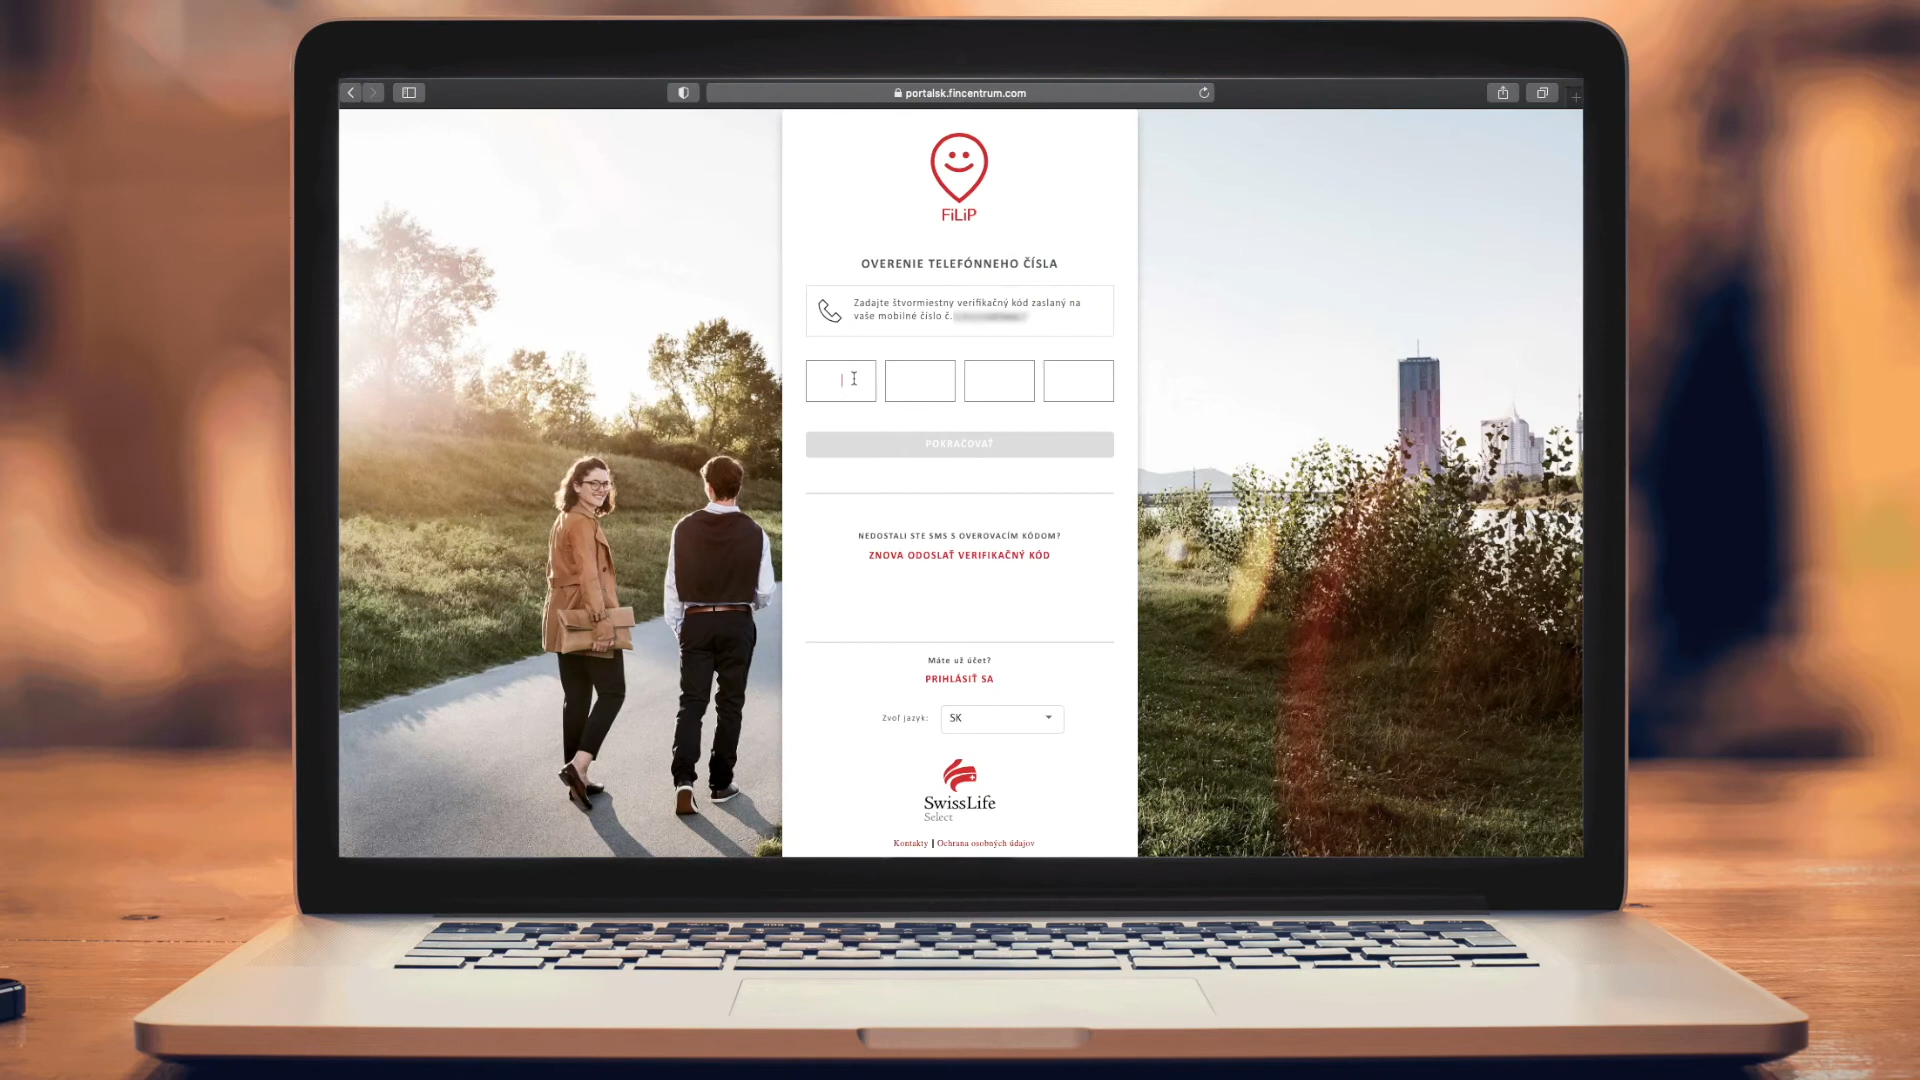 portalsk.fincentrum.com
FiLiP
OVERENIE TELEFÓNNEHO ČÍSLA
Zadajte štvormiestny verifikačný kód zaslaný na
vaše mobilné číslo č.
POKRAČOVAŤ
NEDOSTALI STE SMS S OVEROVACÍM KÓDOM?
ZNOVA ODOSLAŤ VERIFIKAČNÝ KÓD
Máte už účet?
PRIHLÁSIŤ SA
Zvoľ jazyk: SK
SwissLife
Select
Kontakty | Ochrana osobných údajov